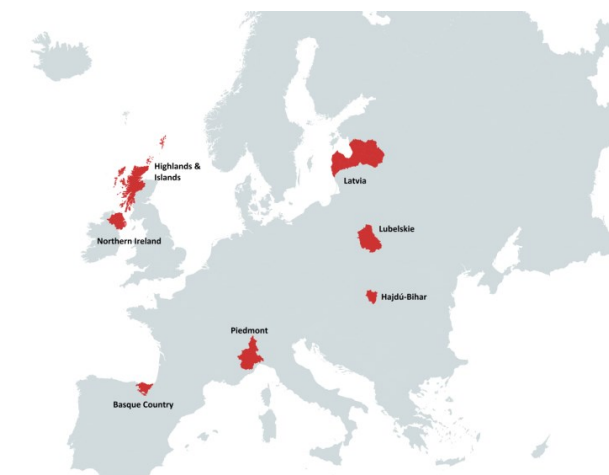 Highlands &
Islands
Latvia
Northern Ireland
Lubelskie
Hajdú-Bihar
Piedmont
Basque Country